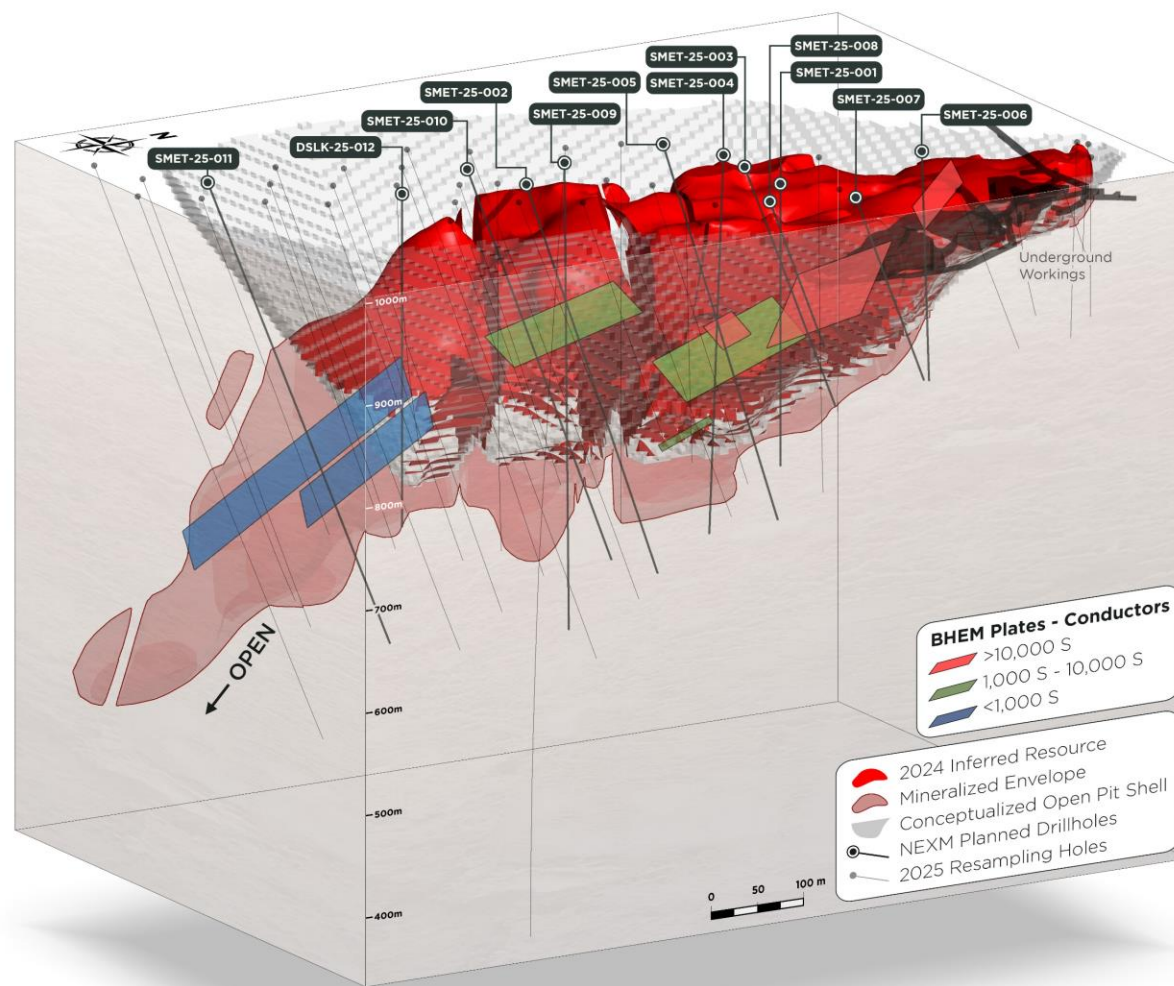 SMET-25-008
SMET-25-003
SMET-25-001
SMET-25-005
SMET-25-004
SMET-25-002
SMET-25-007
SMET-25-009
SMET-25-006
SMET-25-010
DSLK-25-012
SMET-25-011
N
Underground
Workings
1000m
900m
800m
700m
600m
500m
400m
OPEN
BHEM Plates - Conductors
>10,000 S
1,000 S - 10,000 S
<1,000 S
2024 Inferred Resource
Mineralized Envelope
Conceptualized Open Pit Shell
NEXM Planned Drillholes
2025 Resampling Holes
0 50 100 m